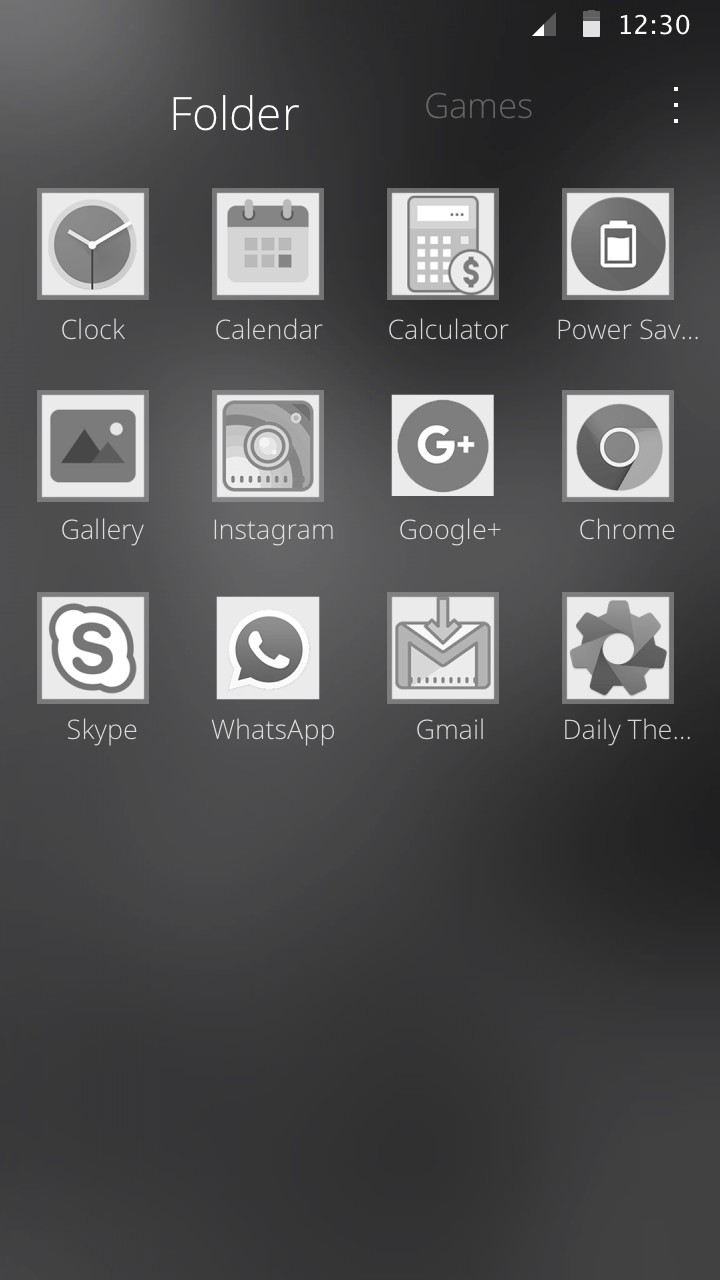 12:30
Folder Games
Clock Calendar Calculator Power Sav...
$
G+
Gallery Instagram Google+ Chrome
S
M
Skype WhatsApp Gmail Daily The...